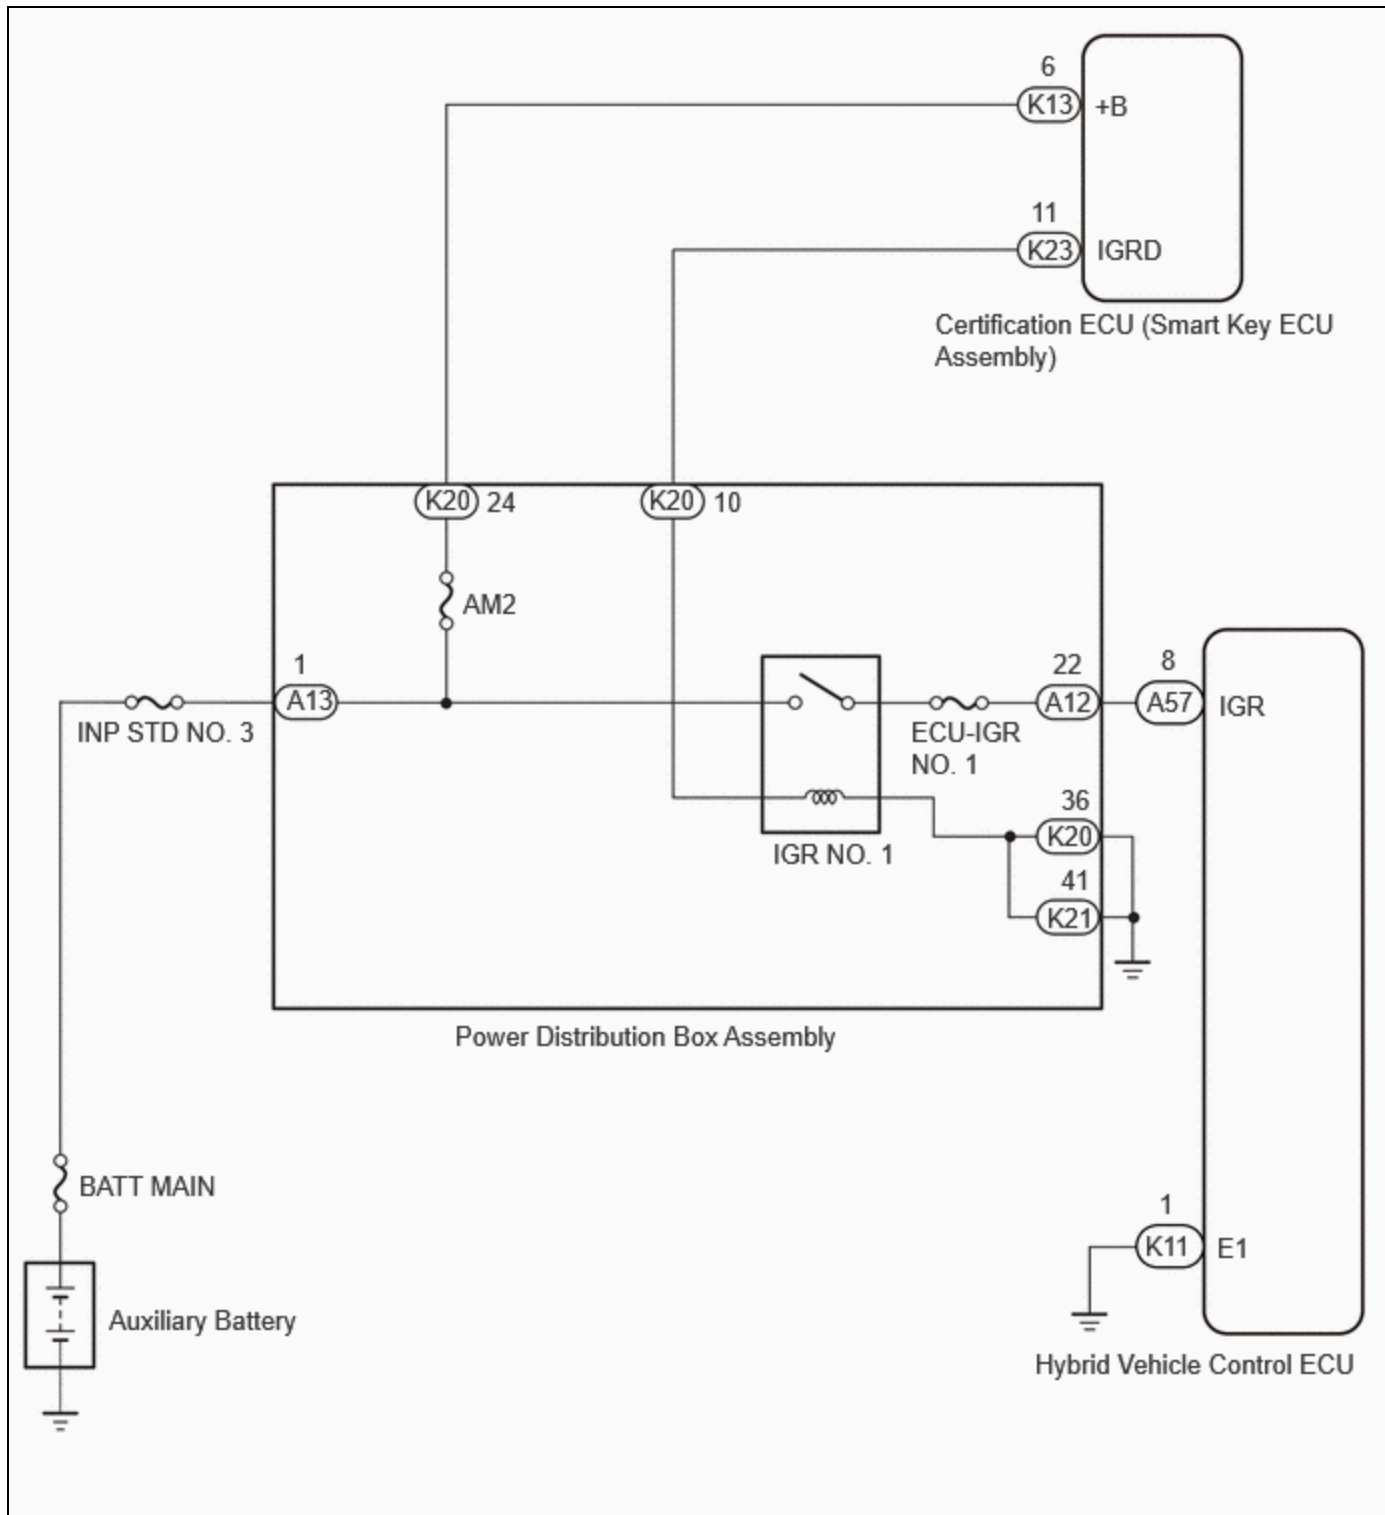 6
K13
+B
11
K23
IGRD
Certification ECU (Smart Key ECU
Assembly)
K20
24
K20
10
AM2
1
A13
INP STD NO. 3
22
A12
8
A57
IGR
ECU-IGR
NO. 1
36
K20
IGR NO. 1
41
K21
Power Distribution Box Assembly
BATT MAIN
1
K11
E1
Auxiliary Battery
Hybrid Vehicle Control ECU